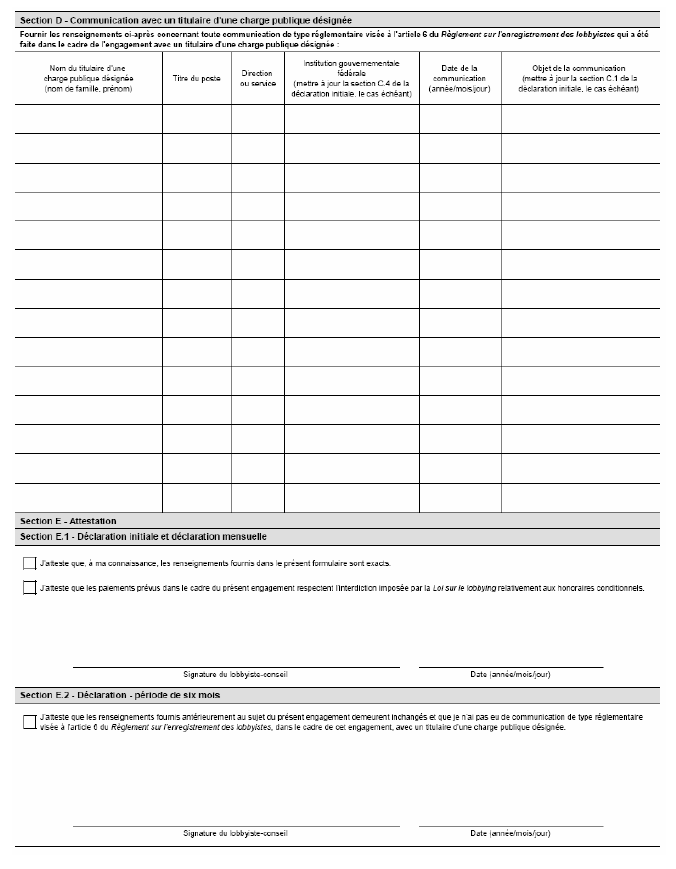 Section D - Communication avec un titulaire d'une charge publique désignée
Fournir les renseignements ci-après concernant toute communication de type réglementaire visée à l'article 6 du Règlement sur l'enregistrement des lobbyistes qui a été
faite dans le cadre de l'engagement avec un titulaire d'une charge publique désignée :
Nom du titulaire d'une
charge publique désignée
(nom de famille, prénom)
Titre du poste
Direction
ou service
Institution gouvernementale
fédérale
(mettre à jour la section C.4 de la
déclaration initiale, le cas échéant)
Date de la
communication
(année/mois/jour)
Objet de la communication
(mettre à jour la section C.1 de la
déclaration initiale, le cas échéant)
Section E - Attestation
Section E.1 - Déclaration initiale et déclaration mensuelle
J'atteste que, à ma connaissance, les renseignements fournis dans le présent formulaire sont exacts.
J'atteste que les paiements prévus dans le cadre du présent engagement respectent l'interdiction imposée par la Loi sur le lobbying relativement aux honoraires conditionnels.
Signature du lobbyiste-conseil
Date (année/mois/jour)
Section E.2 - Déclaration - période de six mois
J'atteste que les renseignements fournis antérieurement au sujet du présent engagement demeurent inchangés et que je n'ai pas eu de communication de type réglementaire
visée à l'article 6 du Règlement sur l'enregistrement des lobbyistes, dans le cadre de cet engagement, avec un titulaire d'une charge publique désignée.
Signature du lobbyiste-conseil
Date (année/mois/jour)